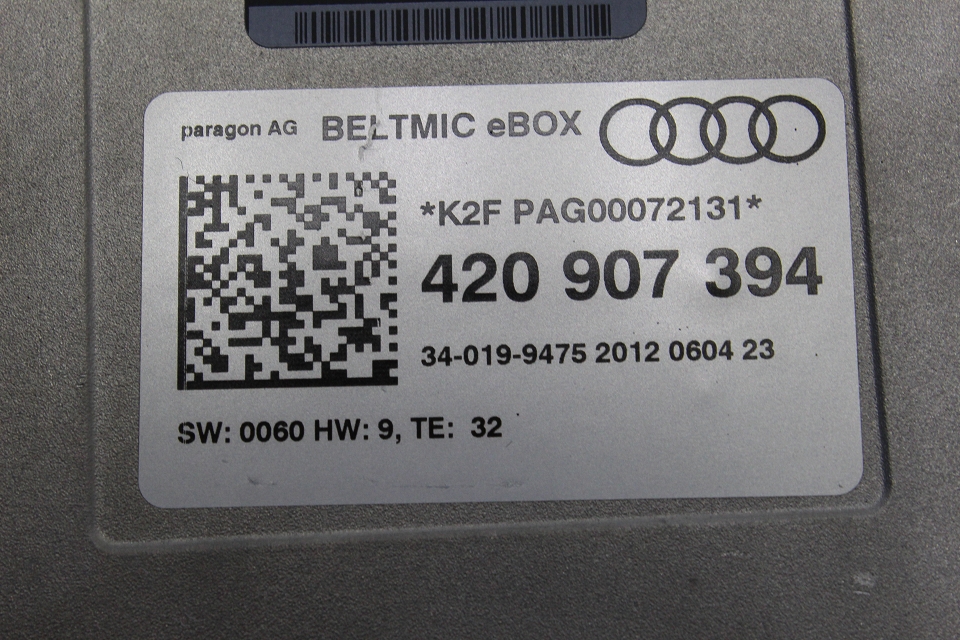 paragon AG BELTMIC eBOX
*K2F PAG00072131*
420 907 394
34-019-9475 2012 0604 23
SW: 0060 HW: 9, TE: 32